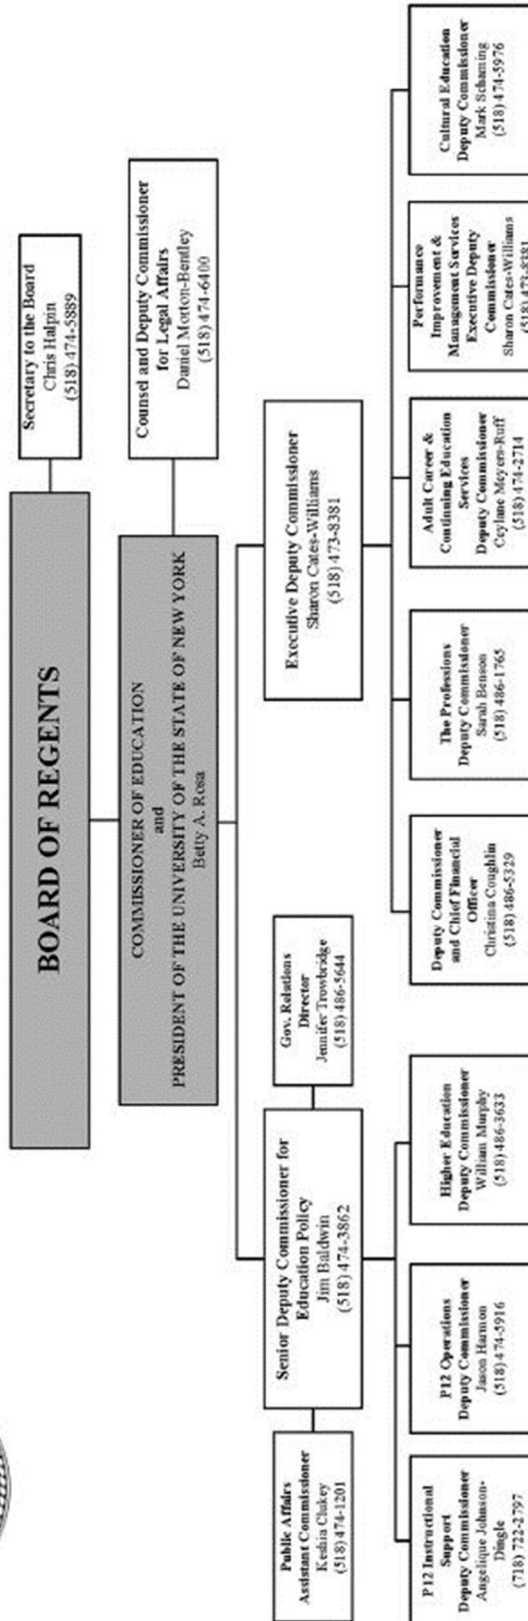 BOARD OF REGENTS
Secretary to the Board
Chris Halpin
(518) 474-5889
COMMISSIONER OF EDUCATION
and
PRESIDENT OF THE UNIVERSITY OF THE STATE OF NEW YORK
Betty A. Rosa
Counsel and Deputy Commissioner
for Legal Affairs
Daniel Morton-Bentley
(518) 474-6400
Public Affairs
Assistant Commissioner
Keshia Clukey
(518) 474-1201
Senior Deputy Commissioner for
Education Policy
Jim Baldwin
(518) 474-3862
Gov. Relations
Director
Jennifer Trowbridge
(518) 486-5644
Executive Deputy Commissioner
Sharon Cates-Williams
(518) 473-8381
P12 Instructional
Support
Deputy Commissioner
Angelique Johnson-
Dingle
(718) 722-2797
P12 Operations
Deputy Commissioner
Jason Harmon
(518) 474-5916
Higher Education
Deputy Commissioner
William Murphy
(518) 486-3633
Deputy Commissioner
and Chief Financial
Officer
Christina Coughlin
(518) 486-5329
The Professions
Deputy Commissioner
Sarah Benson
(518) 486-1765
Adult Career &
Continuing Education
Services
Deputy Commissioner
Ceylane Meyers-Ruff
(518) 474-2714
Performance
Improvement &
Management Services
Executive Deputy
Commissioner
Sharon Cates-Williams
(518) 473-8381
Cultural Education
Deputy Commissioner
Mark Schaming
(518) 474-5976